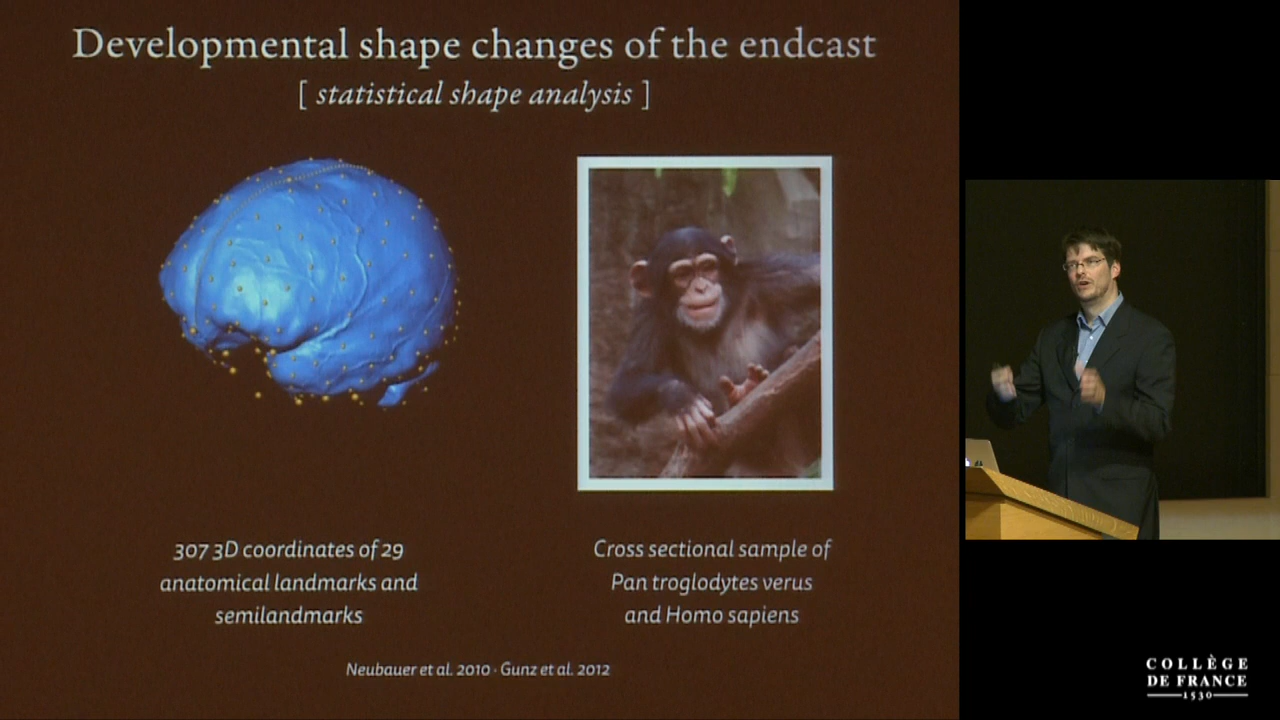 Developmental shape changes of the endcast
[ statistical shape analysis ]
307 3D coordinates of 29
anatomical landmarks and
semilandmarks
Cross sectional sample of
Pan troglodytes verus
and Homo sapiens
Neubauer et al. 2010 · Gunz et al. 2012
COLLÈGE
DE FRANCE
1530